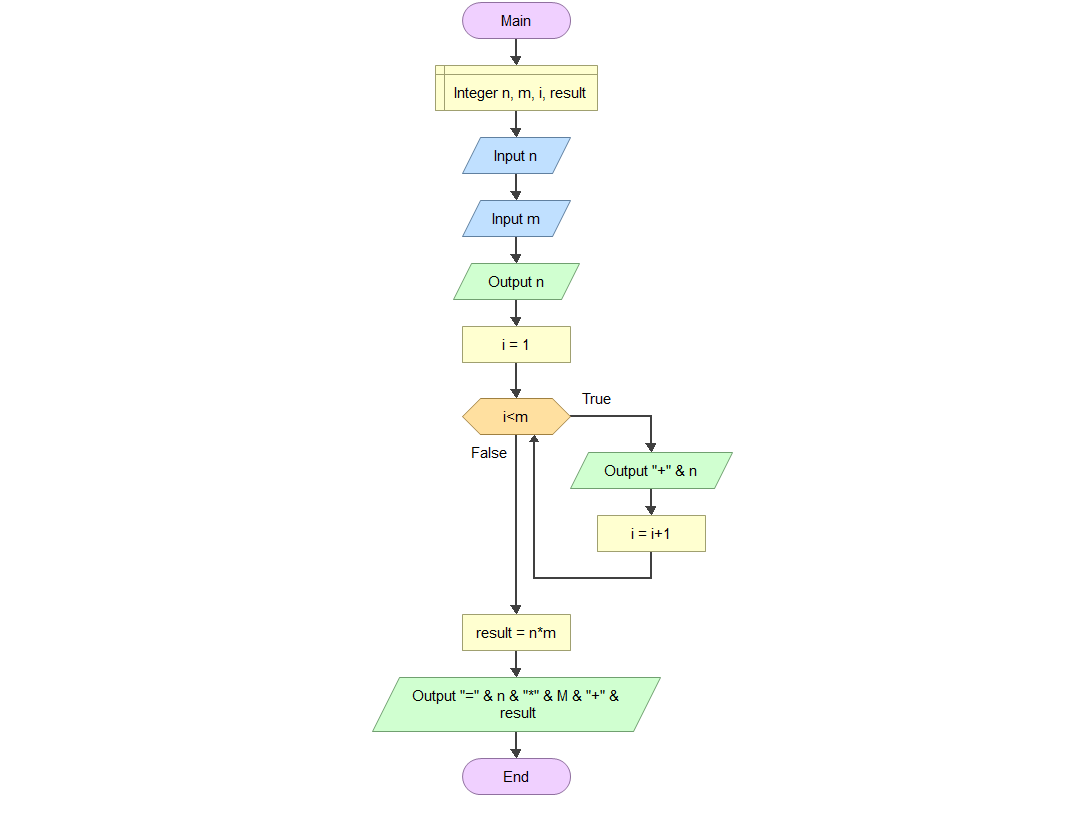 Main
Integer n, m, i, result
Input n
Input m
Output n
i = 1
i<m
True
False
Output "+" & n
i = i+1
result = n*m
Output "=" & n & "*" & M & "+" &
result
End